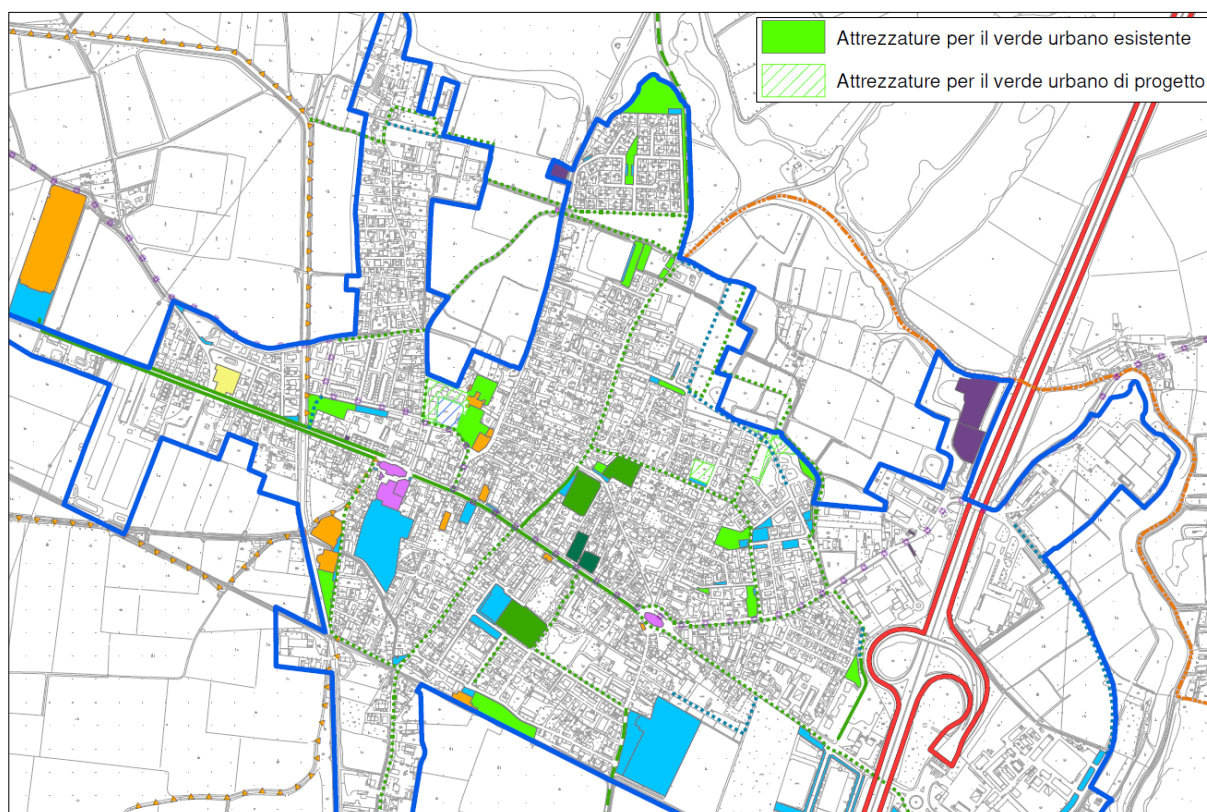 Attrezzature per il verde urbano esistente
Attrezzature per il verde urbano di progetto